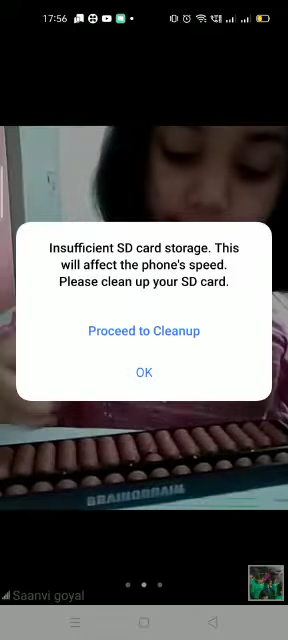 17:56
Insufficient SD card storage. This
will affect the phone's speed.
Please clean up your SD card.
Proceed to Cleanup
OK
BRAINOBRAIN
Saanvi goyal